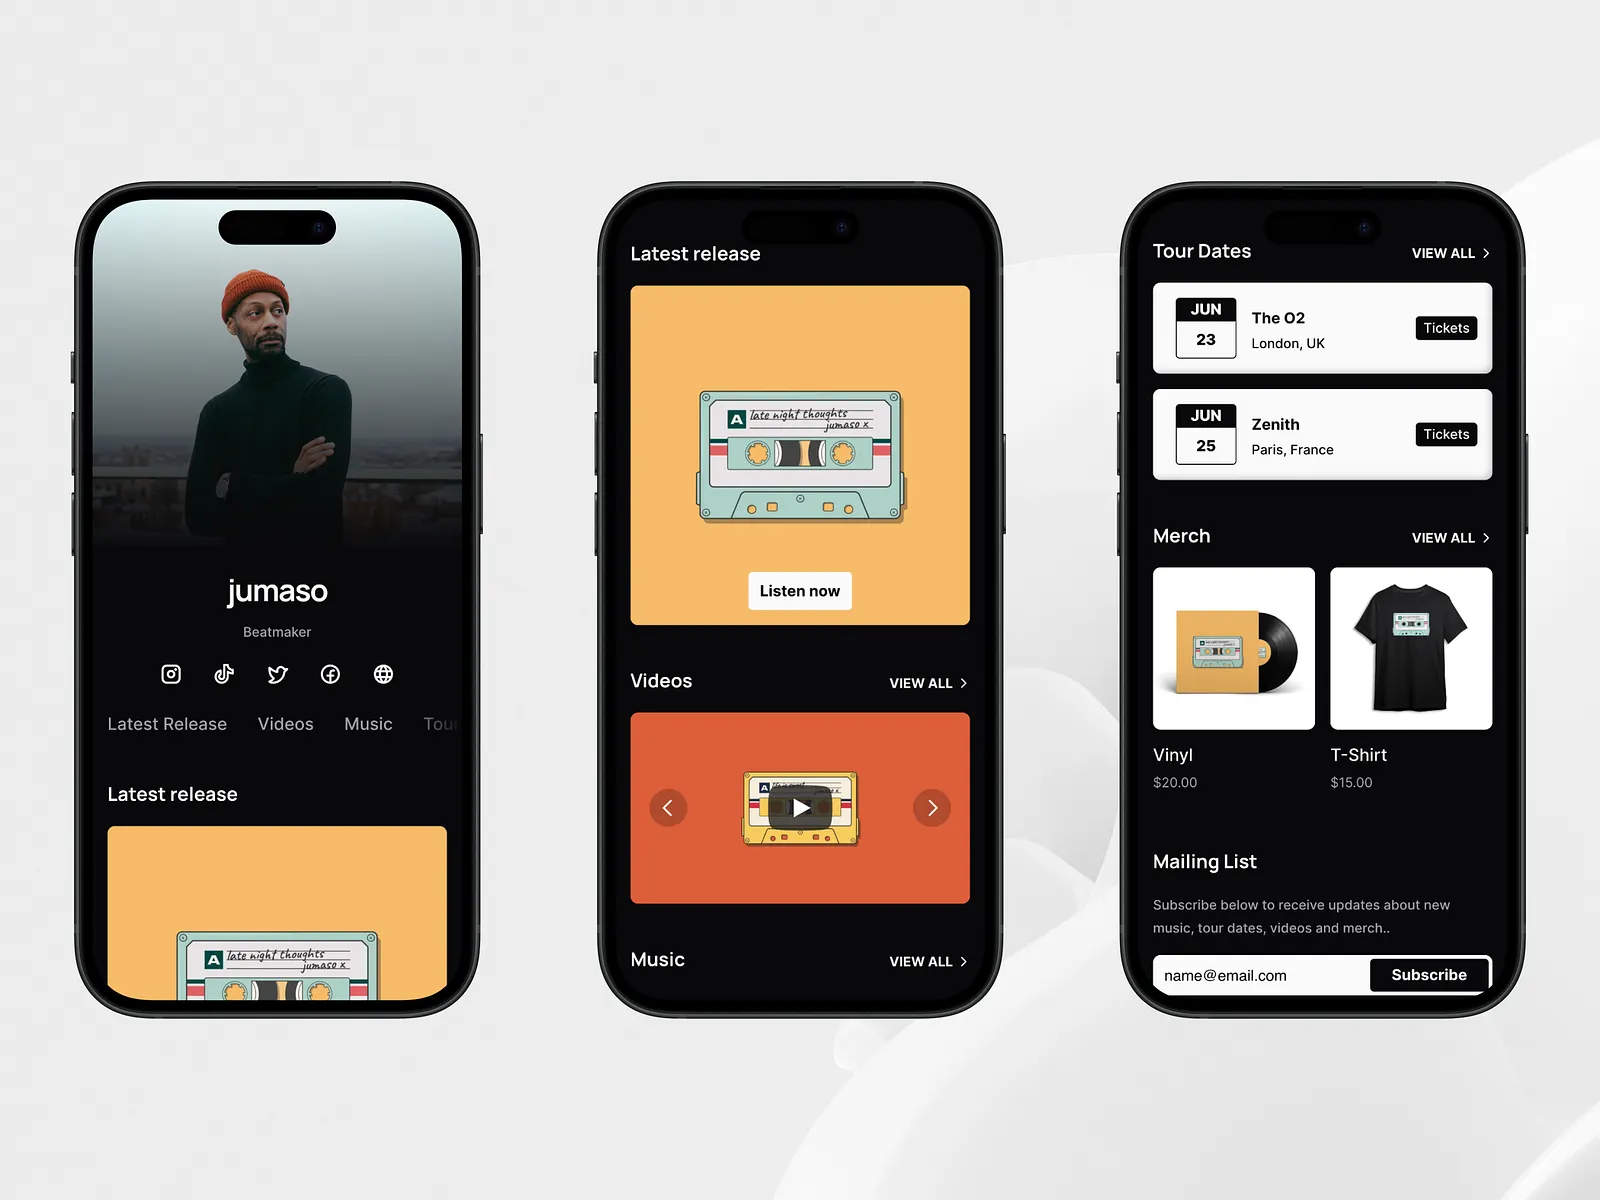 jumaso
Beatmaker
Latest Release Videos Music Tour
Latest release
A late night thoughts
jumaso x
Latest release
A late night thoughts
jumaso x
Listen now
Videos VIEW ALL
A
jumaso x
Music VIEW ALL
Tour Dates VIEW ALL
JUN
23
The O2
London, UK
Tickets
JUN
25
Zenith
Paris, France
Tickets
Merch VIEW ALL
Vinyl
$20.00
T-Shirt
$15.00
Mailing List
Subscribe below to receive updates about new
music, tour dates, videos and merch..
name@email.com Subscribe